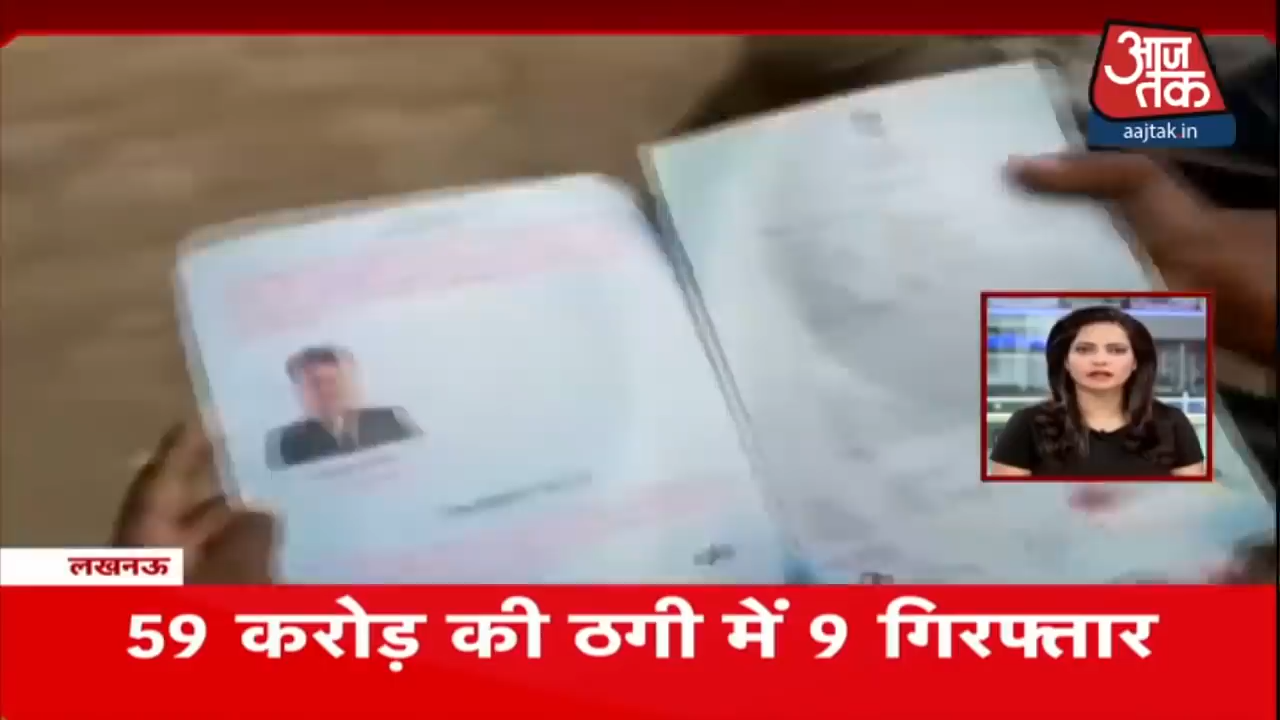 आज
तक
aajtak.in
लखनऊ
59 करोड़ की ठगी में 9 गिरफ्तार